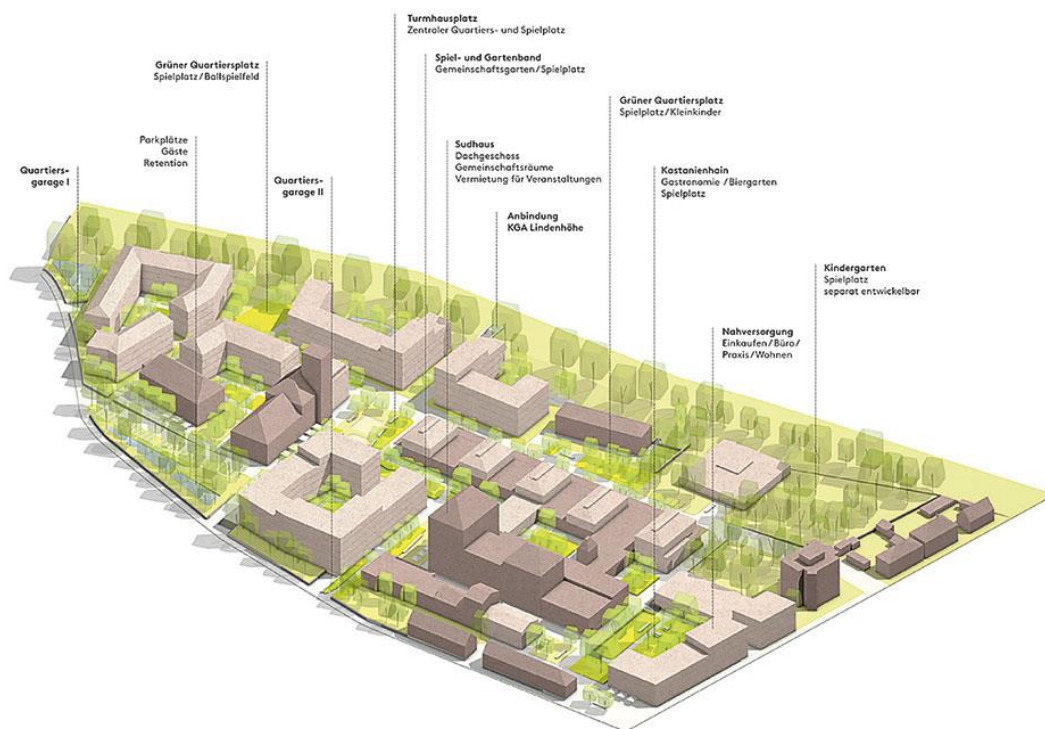 Turmhausplatz
Zentraler Quartiers- und Spielplatz
Spiel- und Gartenband
Gemeinschaftsgarten/Spielplatz
Grüner Quartiersplatz
Spielplatz/Ballspielfeld
Grüner Quartiersplatz
Spielplatz/Kleinkinder
Parkplätze
Gäste
Retention
Sudhaus
Dachgeschoss
Gemeinschaftsräume
Vermietung für Veranstaltungen
Quartiers-
garage I
Quartiers-
garage II
Kastanienhain
Gastronomie /Biergarten
Spielplatz
Anbindung
KGA Lindenhöhe
Kindergarten
Spielplatz
separat entwickelbar
Nahversorgung
Einkaufen/Büro/
Praxis/Wohnen